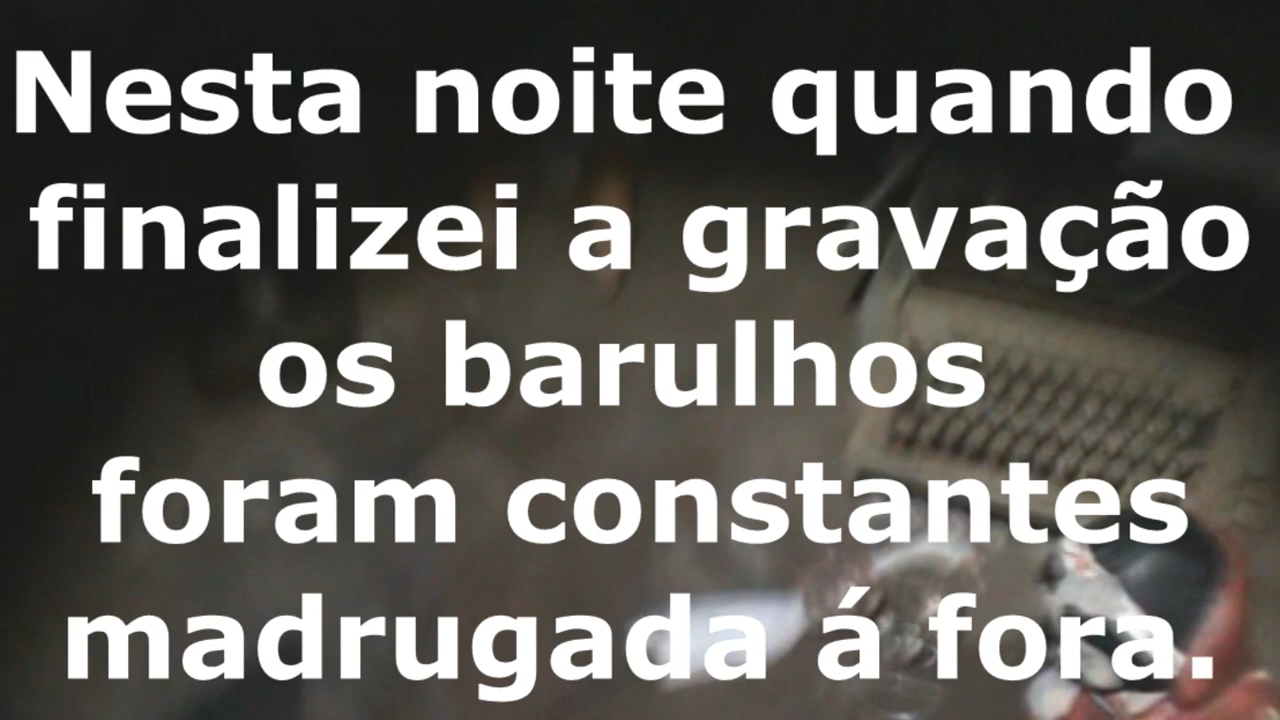 Nesta noite quando
finalizei a gravação
os barulhos
foram constantes
madrugada á fora.